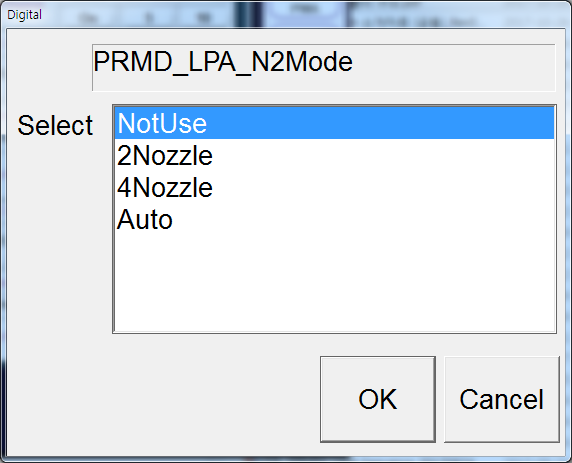 Digital
PRMD_LPA_N2Mode
Select
NotUse
2Nozzle
4Nozzle
Auto
OK
Cancel